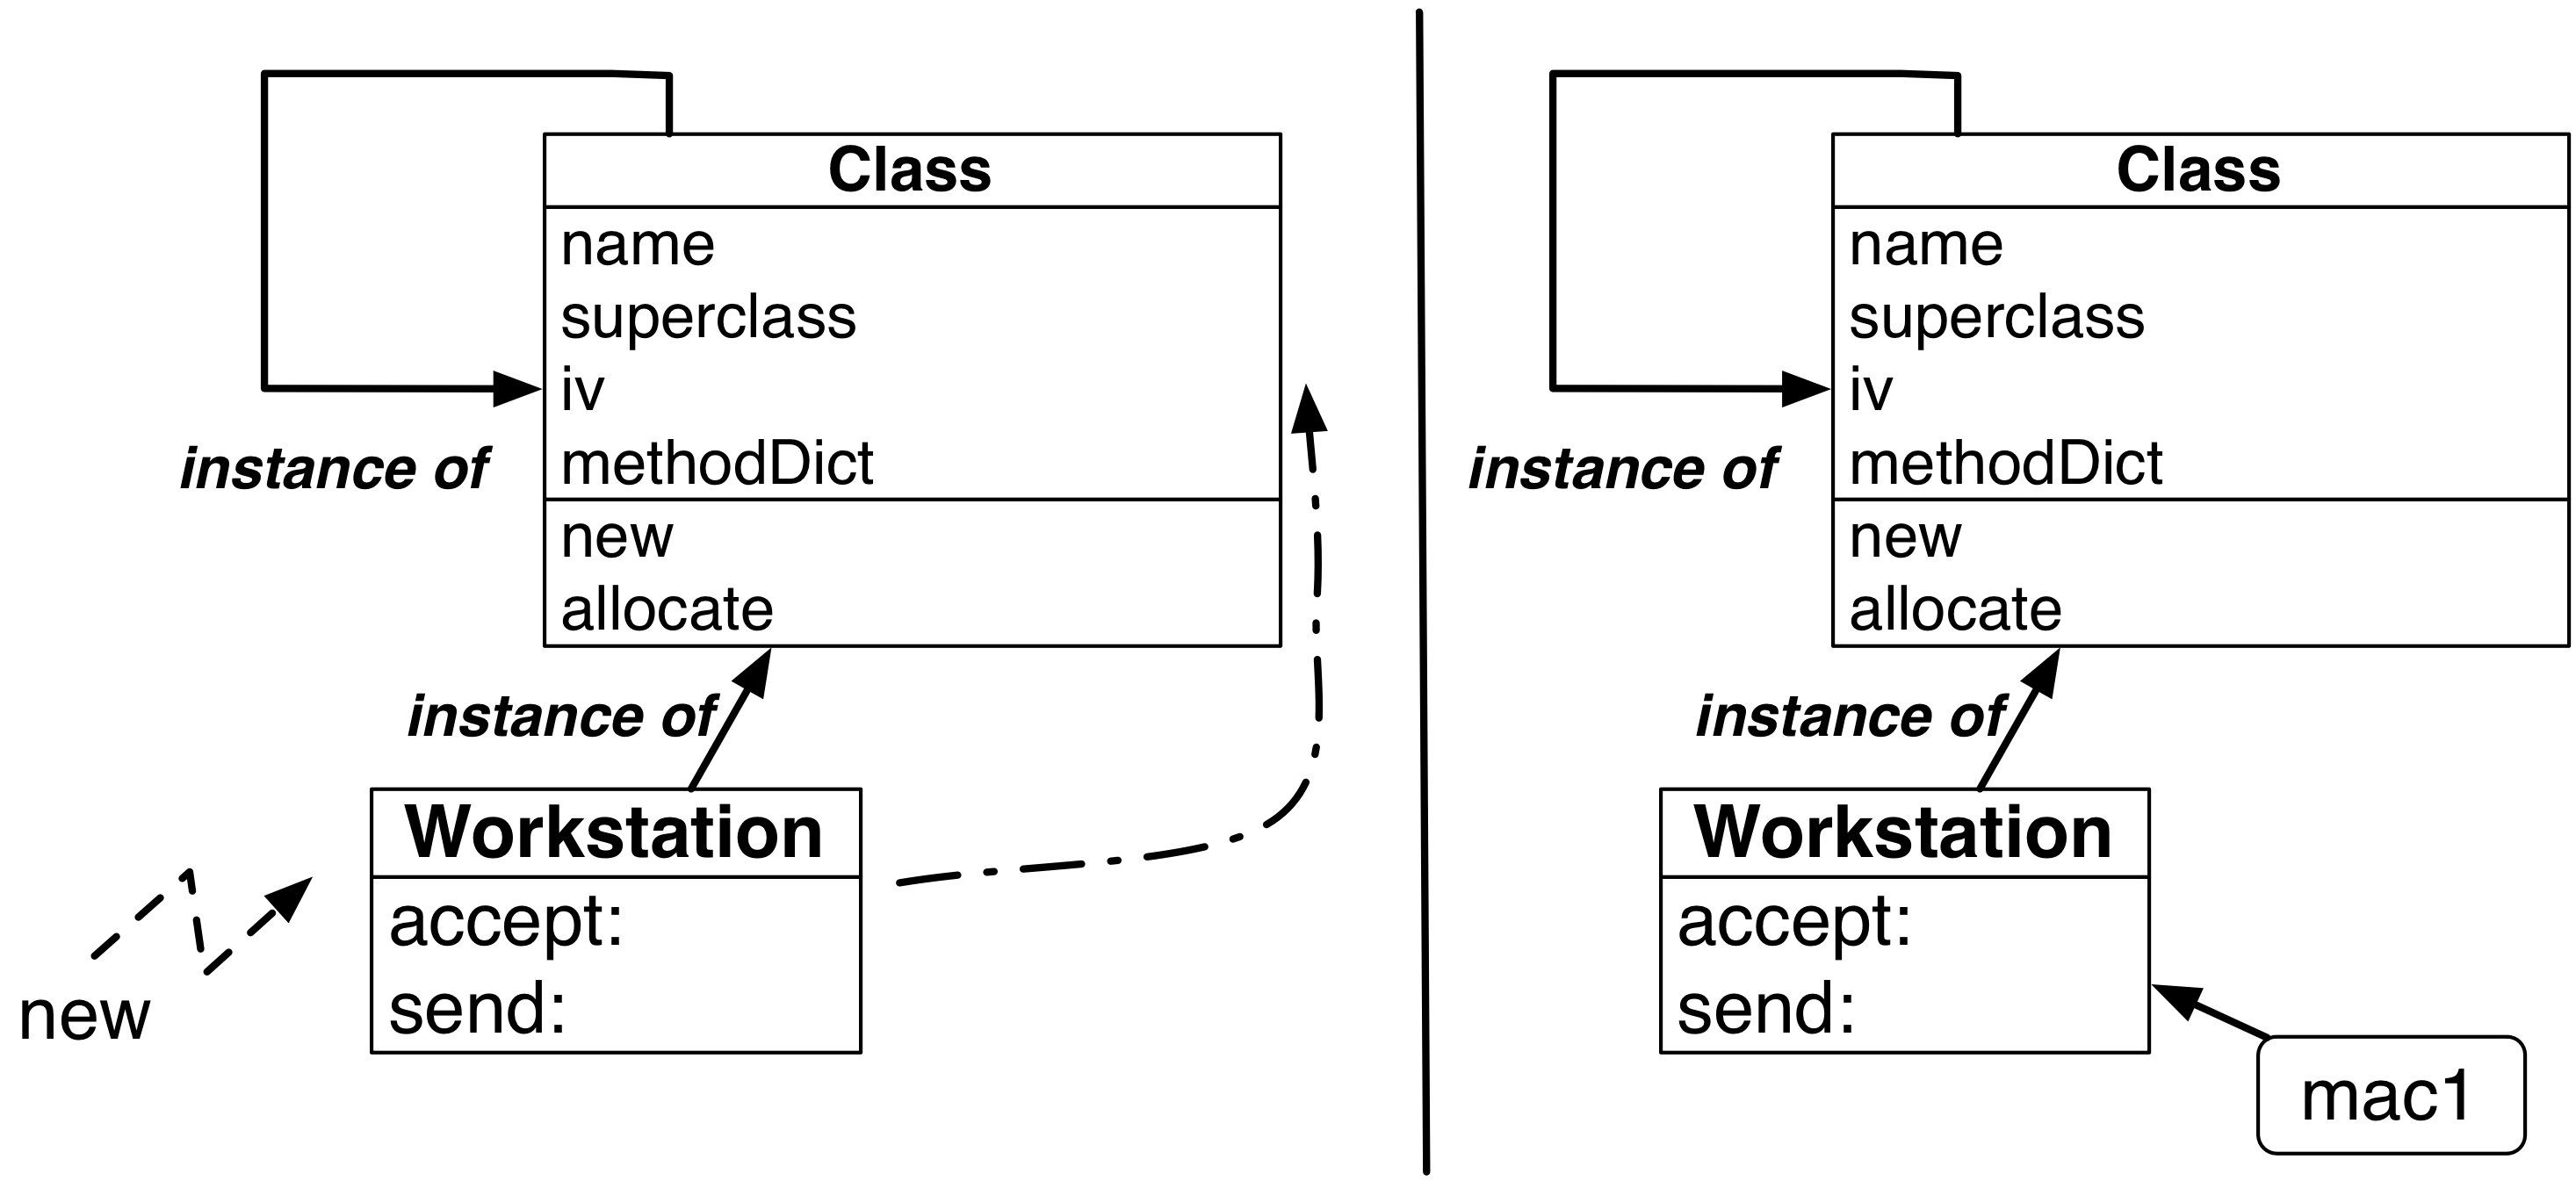 Class
name
superclass
iv
methodDict
new
allocate
instance of
instance of
Workstation
accept:
send:
new
Class
name
superclass
iv
methodDict
new
allocate
instance of
instance of
Workstation
accept:
send:
mac1